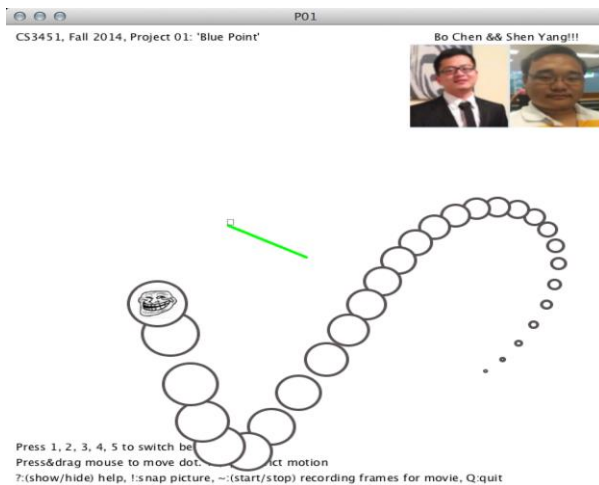 P01
CS3451, Fall 2014, Project 01: 'Blue Point'
Bo Chen && Shen Yang!!!
Press 1, 2, 3, 4, 5 to switch be
Press&drag mouse to move dot. ict motion
?:(show/hide) help, !:snap picture, ~:(start/stop) recording frames for movie, Q:quit